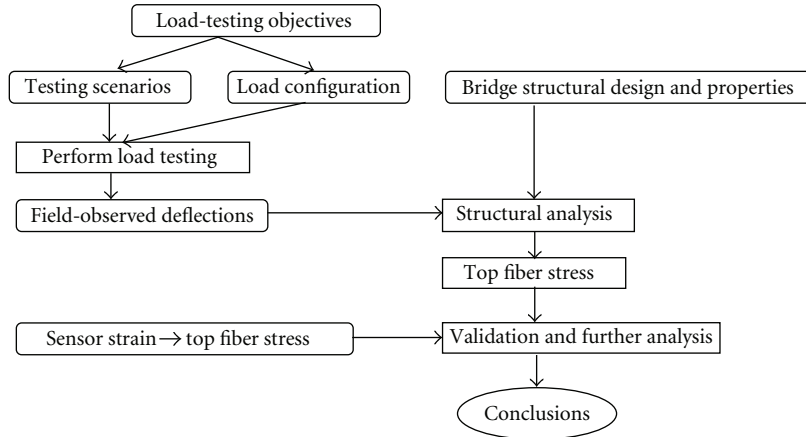 Load-testing objectives
Testing scenarios
Load configuration
Bridge structural design and properties
Perform load testing
Field-observed deflections
Structural analysis
Top fiber stress
Sensor strain → top fiber stress
Validation and further analysis
Conclusions